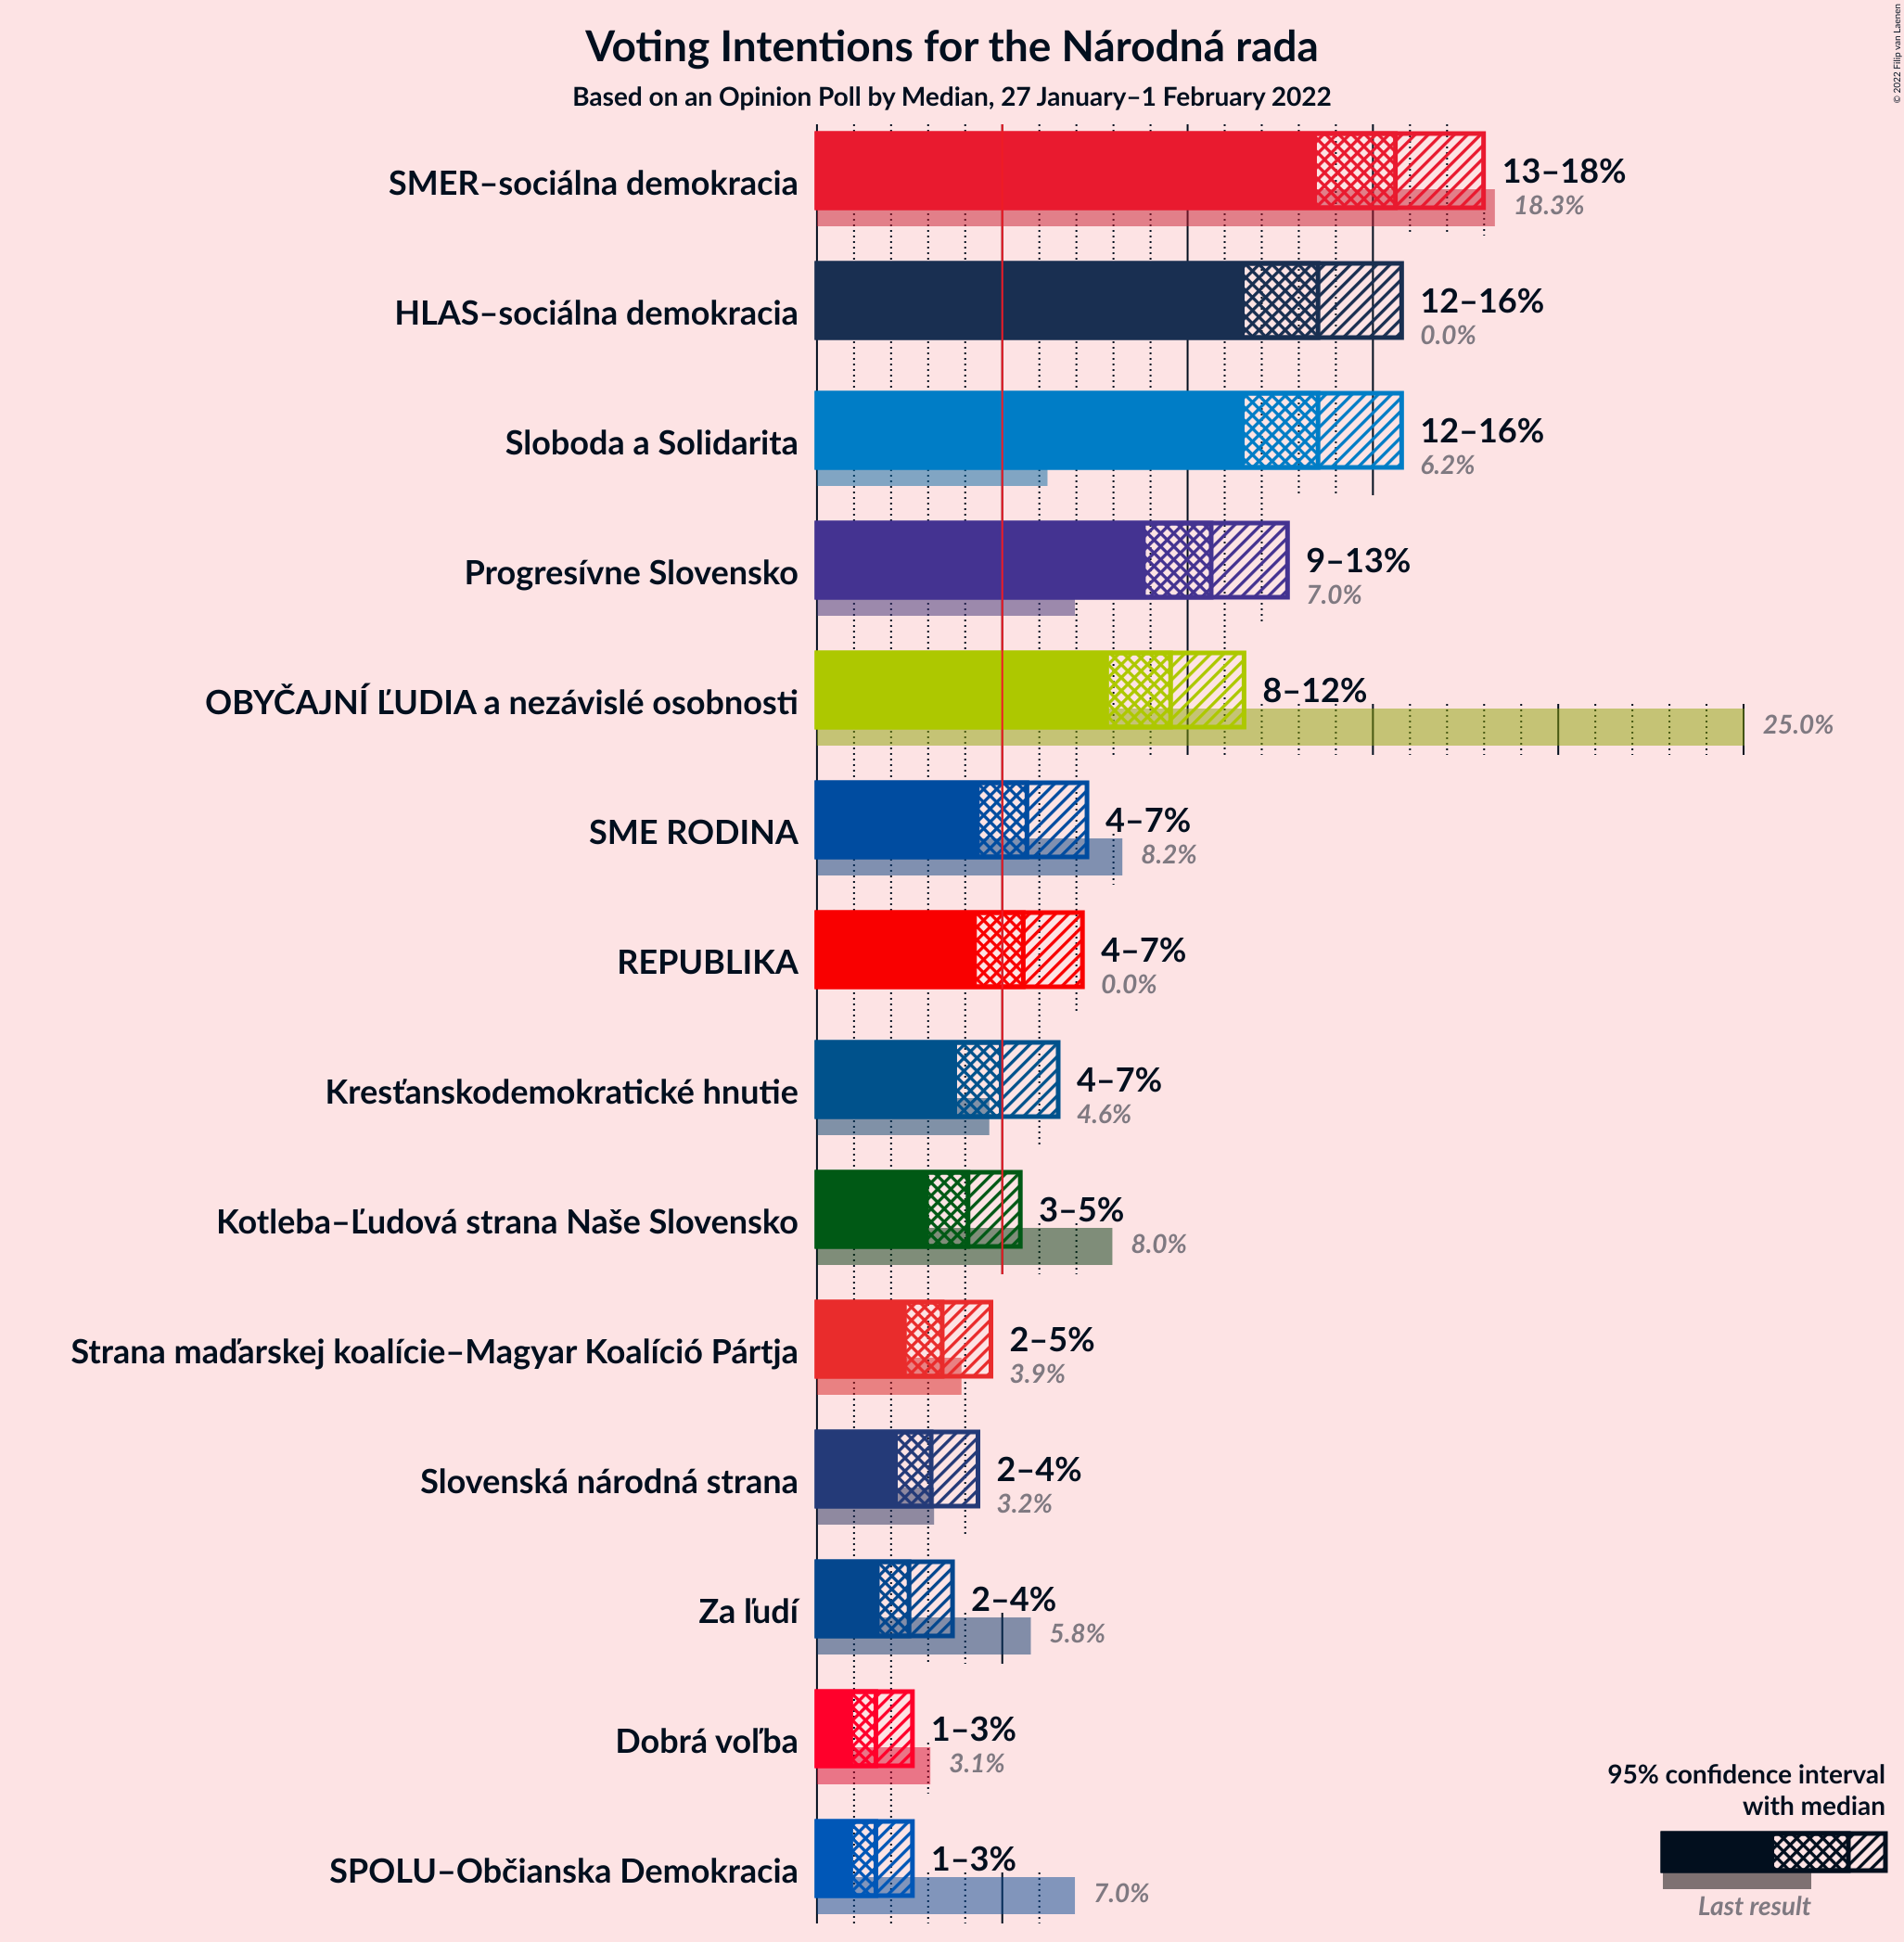 Voting Intentions for the Národná rada
Based on an Opinion Poll by Median, 27 January–1 February 2022
© 2022 Filip van Laenen
SMER–sociálna demokracia
13–18%
18.3%
HLAS–sociálna demokracia
12–16%
0.0%
Sloboda a Solidarita
12–16%
6.2%
Progresívne Slovensko
9–13%
7.0%
OBYČAJNÍ ĽUDIA a nezávislé osobnosti
8–12%
25.0%
SME RODINA
4–7%
8.2%
REPUBLIKA
4–7%
0.0%
Kresťanskodemokratické hnutie
4–7%
4.6%
Kotleba–Ľudová strana Naše Slovensko
3–5%
8.0%
Strana maďarskej koalície–Magyar Koalíció Pártja
2–5%
3.9%
Slovenská národná strana
2–4%
3.2%
Za ľudí
2–4%
5.8%
Dobrá voľba
1–3%
3.1%
SPOLU–Občianska Demokracia
1–3%
7.0%
95% confidence interval
with median
Last result